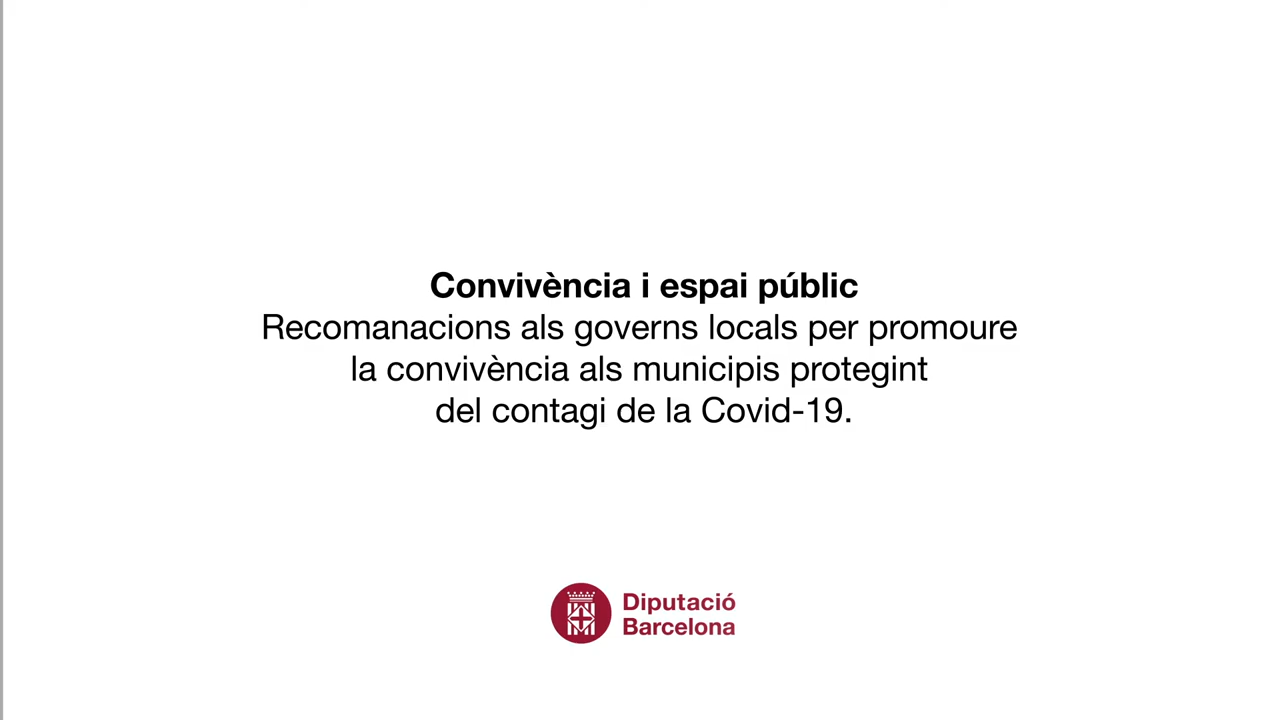 Convivència i espai públic
Recomanacions als governs locals per promoure
la convivència als municipis protegint
del contagi de la Covid-19.
Diputació
Barcelona